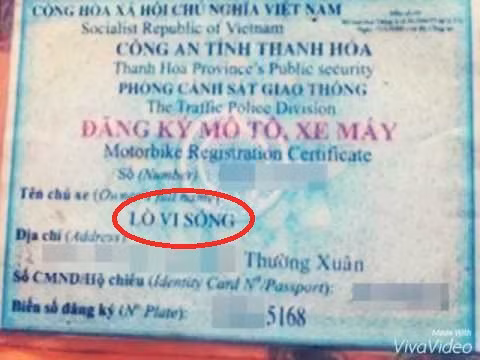 CỘNG HÒA XÃ HỘI CHỦ NGHĨA VIỆT NAM
Socialist Republic of Vietnam
CÔNG AN TỈNH THANH HÓA
Thanh Hoa Province's Public security
PHÒNG CẢNH SÁT GIAO THÔNG
The Traffic Police Division
ĐĂNG KÝ MÔ TÔ, XE MÁY
Motorbike Registration Certificate
Số (Number)
Tên chủ xe (Owner's full name)
LÒ VI SÓNG
Địa chỉ (Address)
Thường Xuân
Số CMND/Hộ chiếu (Identity Card Nº/Passport):
Biển số đăng ký (Nº Plate): 5168
Made With
VivaVideo